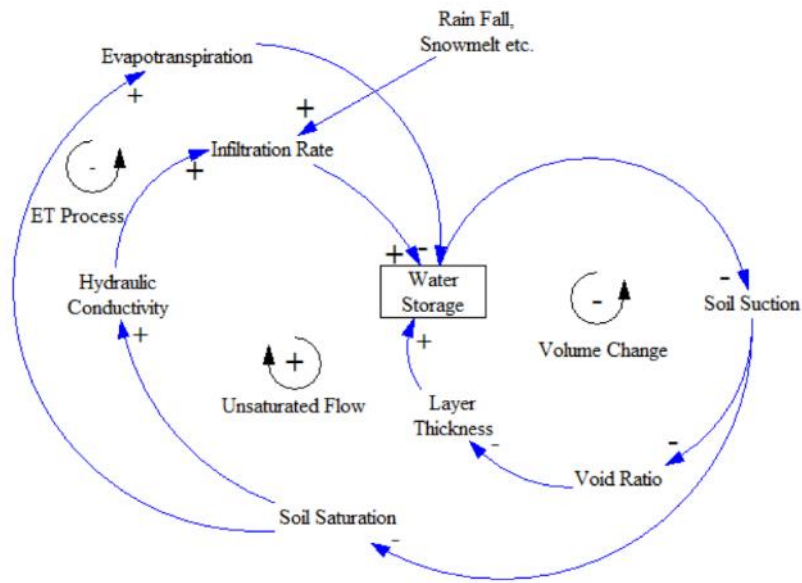 Rain Fall,
Snowmelt etc.
Evapotranspiration
+
+
Infiltration Rate
+
-
ET Process
Hydraulic
Conductivity
+
+
-
Water
Storage
+
-
Soil Suction
-
Volume Change
+
Unsaturated Flow
Layer
Thickness
-
-
Void Ratio
Soil Saturation
-